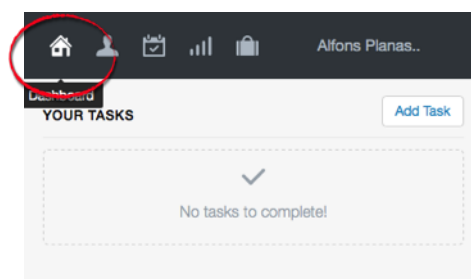 Alfons Planas..
Dashboard
YOUR TASKS
Add Task
No tasks to complete!